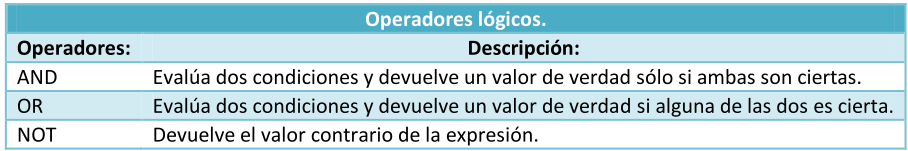 Operadores lógicos.
Operadores: Descripción:
AND Evalúa dos condiciones y devuelve un valor de verdad sólo si ambas son ciertas.
OR Evalúa dos condiciones y devuelve un valor de verdad si alguna de las dos es cierta.
NOT Devuelve el valor contrario de la expresión.